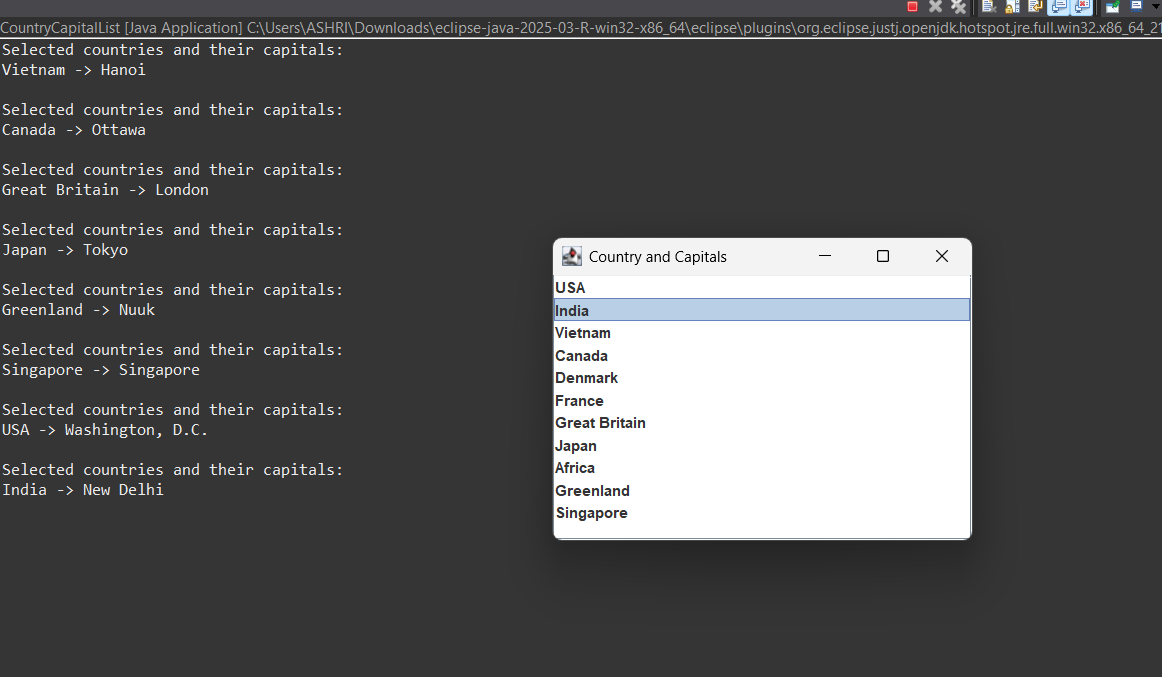 CountryCapitalList [Java Application] C:\Users\ASHRI\Downloads\eclipse-java-2025-03-R-win32-x86_64\eclipse\plugins\org.eclipse.justj.openjdk.hotspot.jre.full.win32.x86_64_21
Selected countries and their capitals:
Vietnam -> Hanoi
Selected countries and their capitals:
Canada -> Ottawa
Selected countries and their capitals:
Great Britain -> London
Selected countries and their capitals:
Japan -> Tokyo
Selected countries and their capitals:
Greenland -> Nuuk
Selected countries and their capitals:
Singapore -> Singapore
Selected countries and their capitals:
USA -> Washington, D.C.
Selected countries and their capitals:
India -> New Delhi
Country and Capitals
USA
India
Vietnam
Canada
Denmark
France
Great Britain
Japan
Africa
Greenland
Singapore